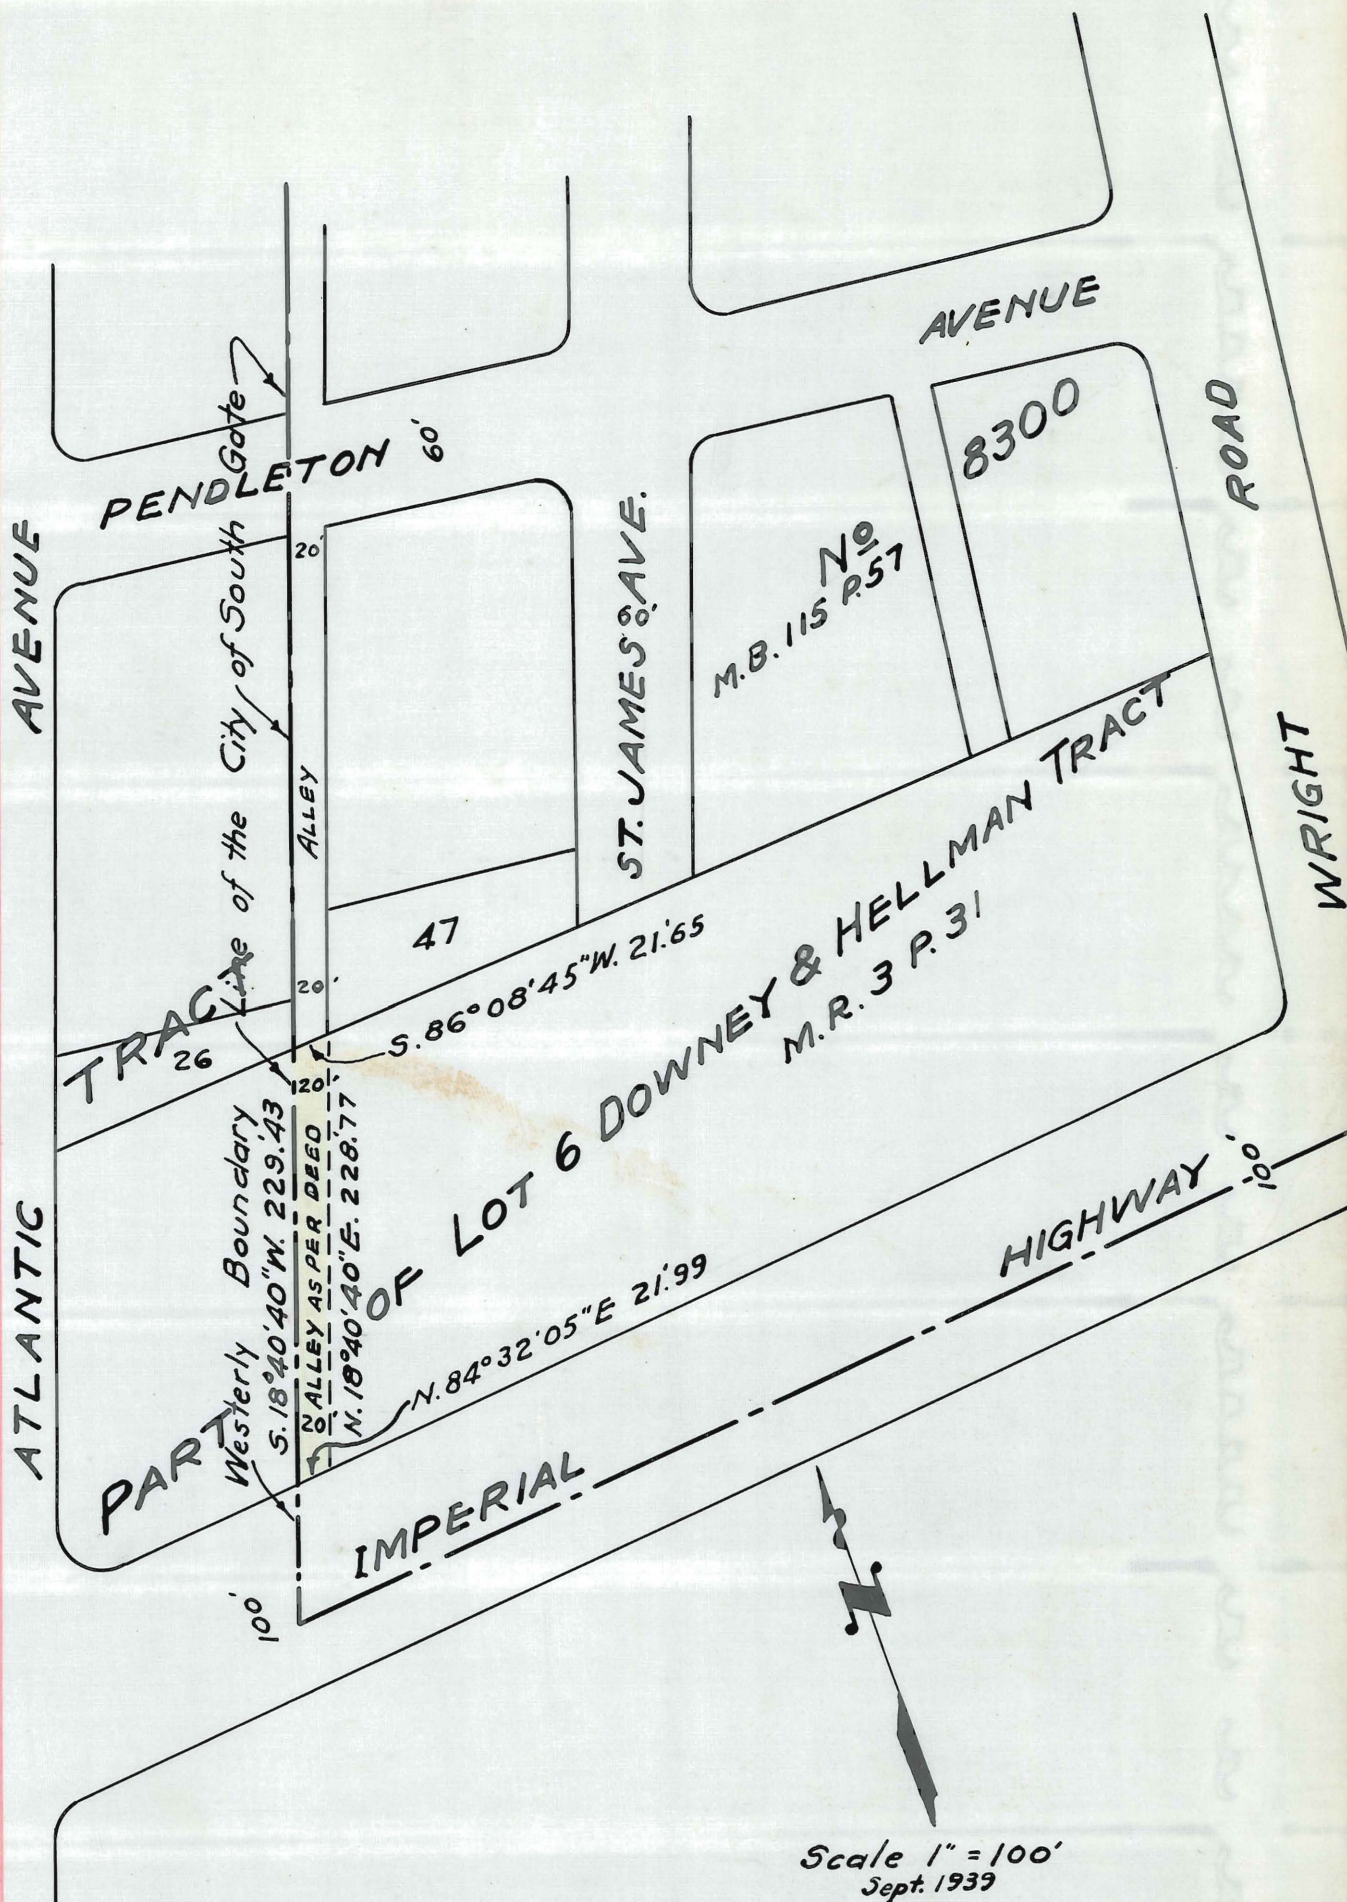 AVENUE
8300
ROAD
PENDLETON 60'
AVENUE
20'
ST. JAMES AVE.
60'
Nº
M.B. 115 P.57
Westerly Boundary Line of the City of South Gate
ALLEY
WRIGHT
47
20'
TRACT
26
S. 86°08'45"W. 21.'65
20'
S. 18°40'40"W. 229.'43
20' ALLEY AS PER DEED
N. 18°40'40"E. 228.'77
PART OF LOT 6 DOWNEY & HELLMAN TRACT
M.R. 3 P. 31
ATLANTIC
N. 84°32'05"E 21.'99
IMPERIAL HIGHWAY
100'
100'
N
Scale 1" = 100'
Sept. 1939